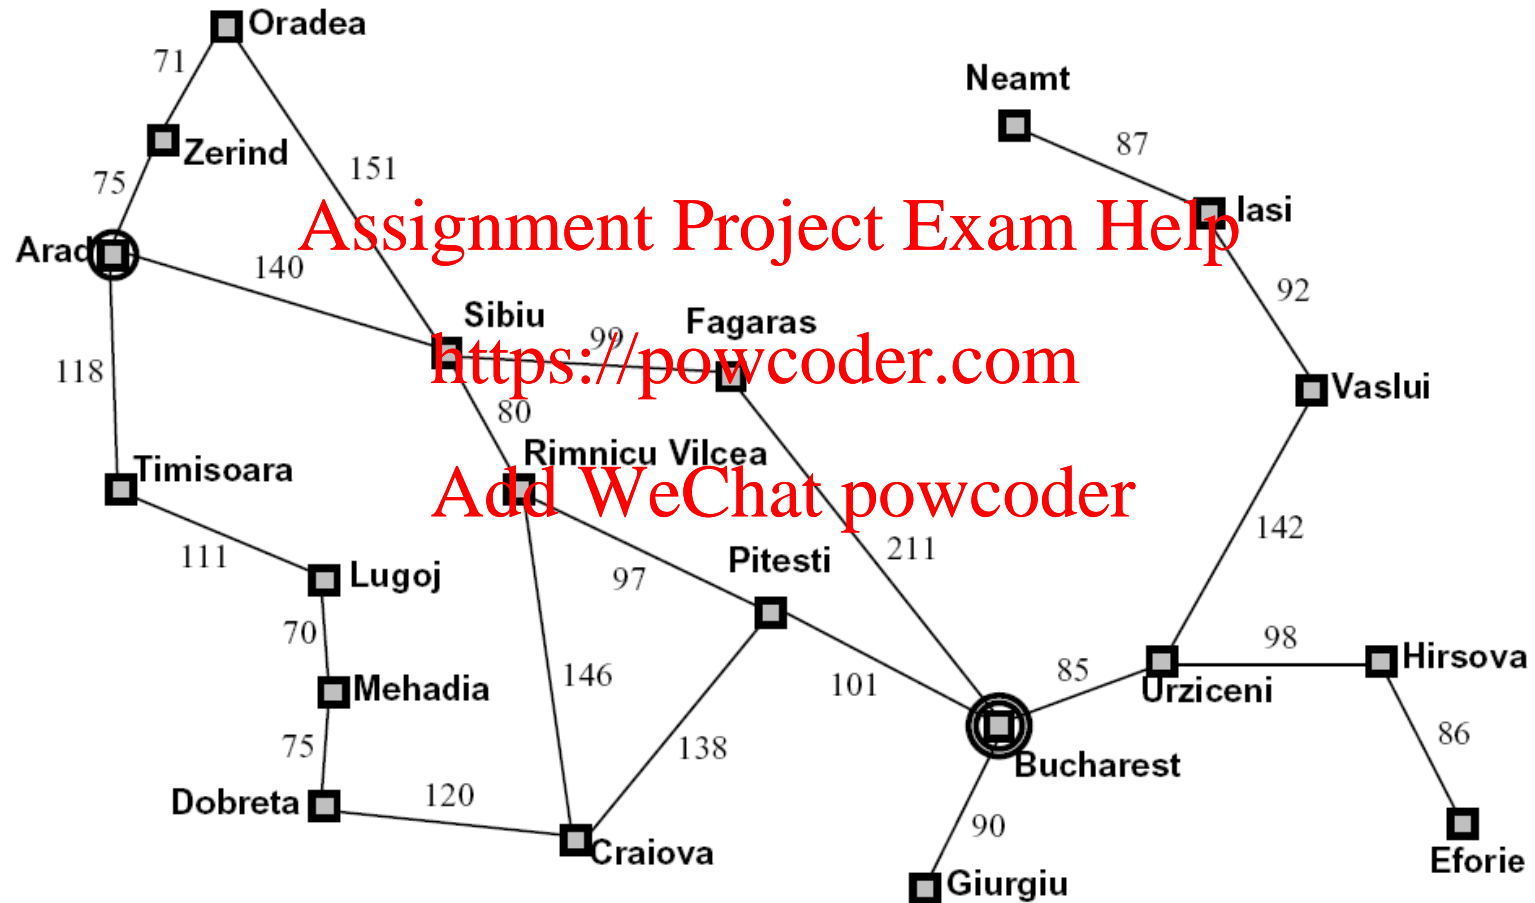 Oradea
71
Neamt
87
Zerind
151
75
Iasi
Assignment Project Exam Help
Arad
140
92
Sibiu
Fagaras
99
https://powcoder.com
118
Vaslui
80
Rimnicu Vilcea
Timisoara
Add WeChat powcoder
142
111
211
Pitesti
Lugoj
97
70
98
Hirsova
146
85
Mehadia
101
Urziceni
75
138
86
Bucharest
Dobreta
120
90
Craiova
Eforie
Giurgiu